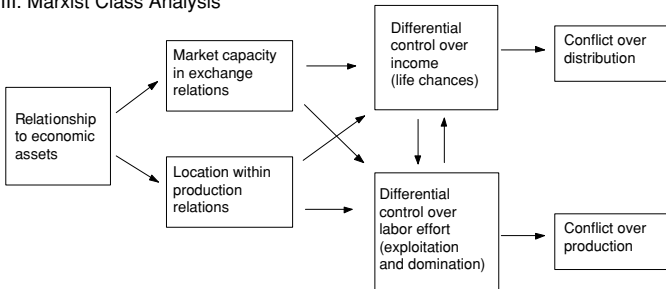 III. Marxist Class Analysis
Relationship
to economic
assets
Market capacity
in exchange
relations
Location within
production
relations
Differential
control over
income
(life chances)
Differential
control over
labor effort
(exploitation
and domination)
Conflict over
distribution
Conflict over
production